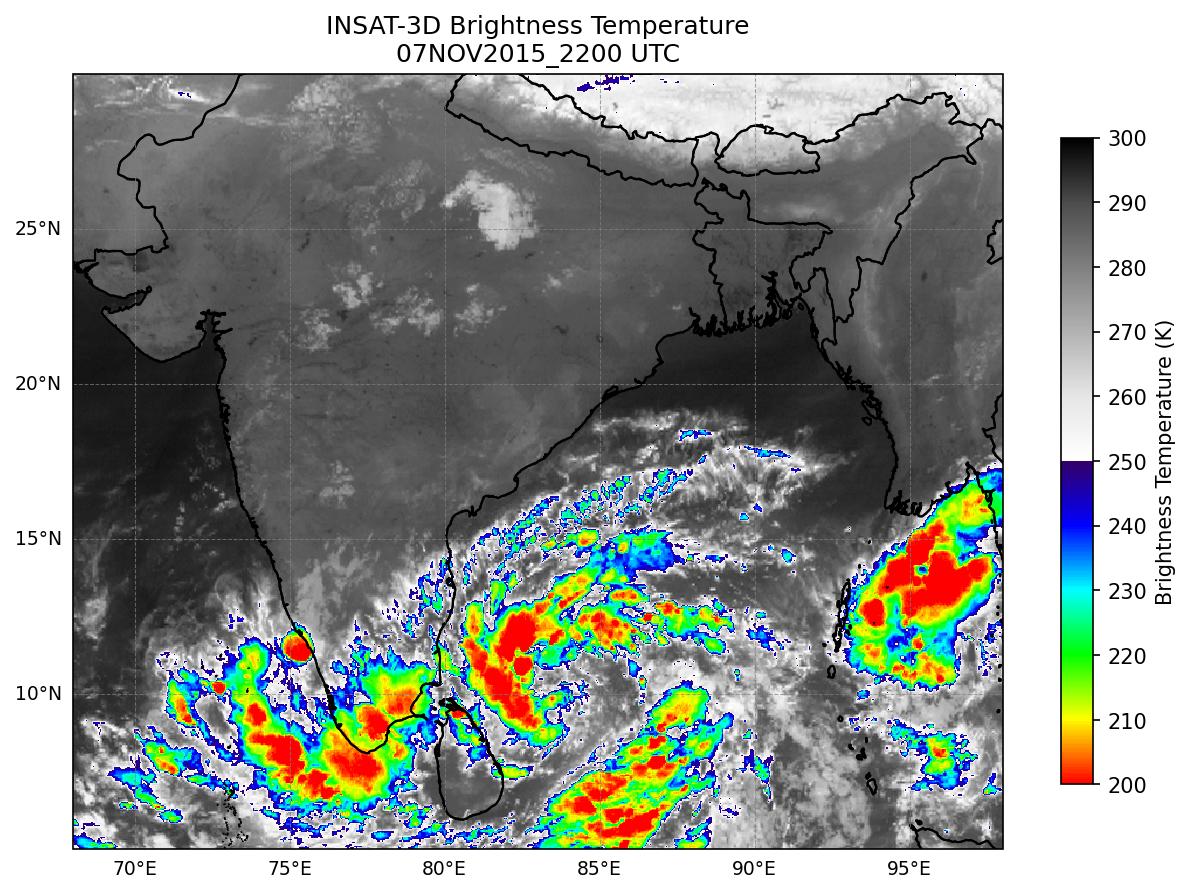 INSAT-3D Brightness Temperature
07NOV2015_2200 UTC
25°N
20°N
15°N
10°N
70°E
75°E
80°E
85°E
90°E
95°E
300
290
280
270
260
250
240
230
220
210
200
Brightness Temperature (K)